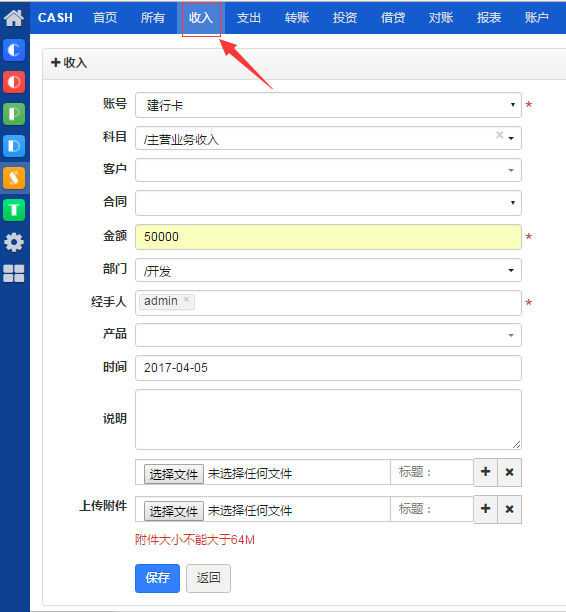 CASH 首页 所有 收入 支出 转账 投资 借贷 对账 报表 账户
C
O
P
D
S
T
收入
账号 建行卡 *
科目 /主营业务收入 ×
客户
合同
金额 50000 *
部门 /开发
经手人 admin × *
产品
时间 2017-04-05
说明
选择文件 未选择任何文件 标题：
上传附件 选择文件 未选择任何文件 标题：
附件大小不能大于64M
保存 返回